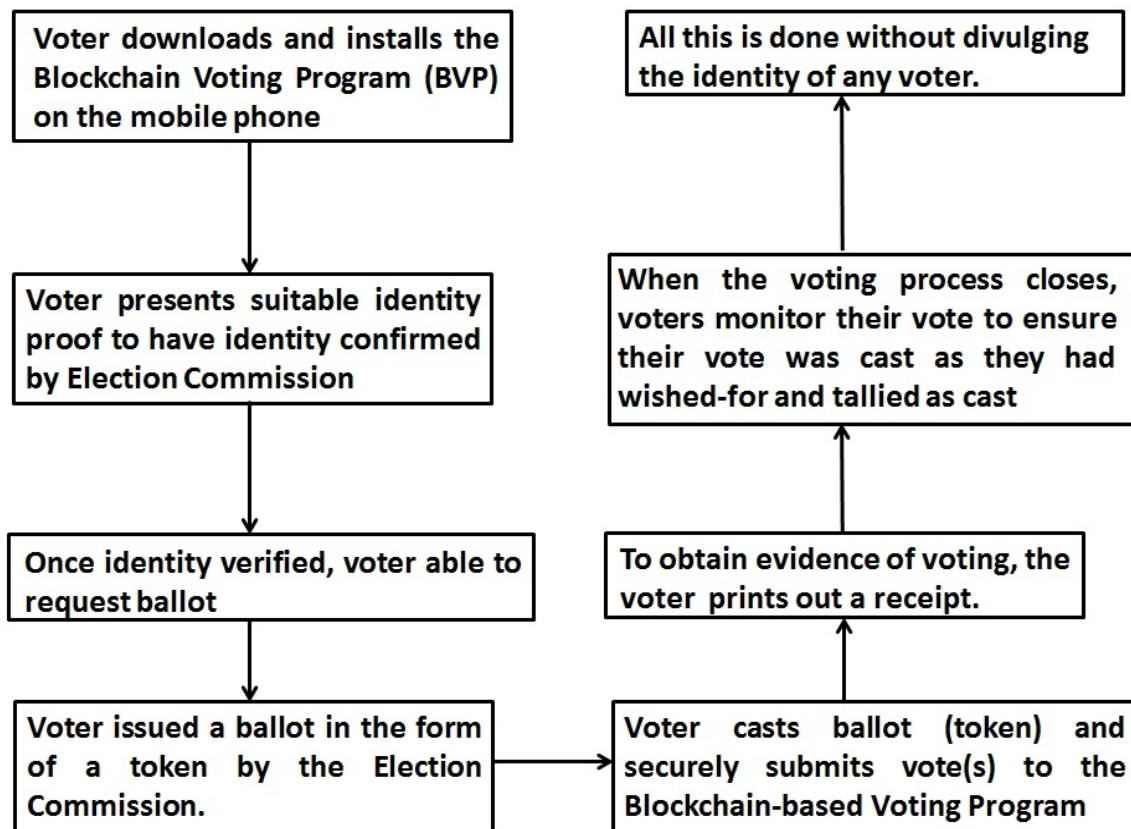 Voter downloads and installs the
Blockchain Voting Program (BVP)
on the mobile phone
Voter presents suitable identity
proof to have identity confirmed
by Election Commission
Once identity verified, voter able to
request ballot
Voter issued a ballot in the form
of a token by the Election
Commission.
Voter casts ballot (token) and
securely submits vote(s) to the
Blockchain-based Voting Program
To obtain evidence of voting, the
voter prints out a receipt.
When the voting process closes,
voters monitor their vote to ensure
their vote was cast as they had
wished-for and tallied as cast
All this is done without divulging
the identity of any voter.